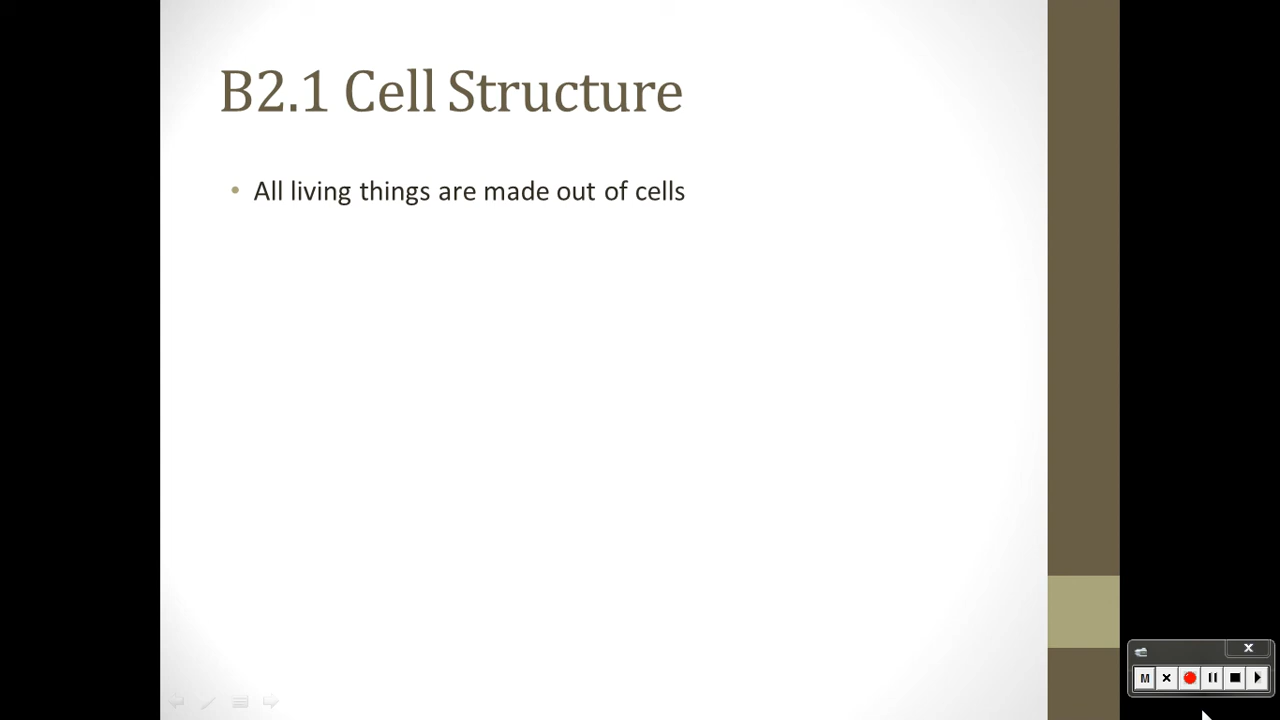 B2.1 Cell Structure
• All living things are made out of cells
M